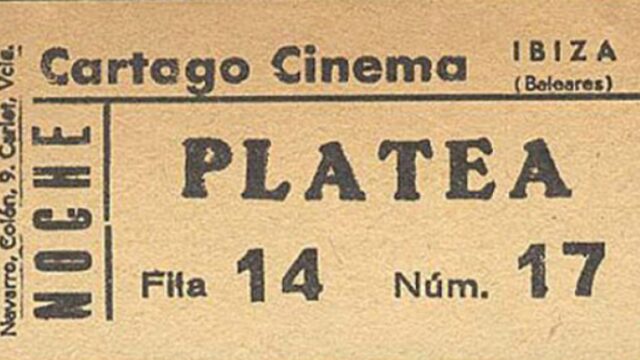 Cartago Cinema
IBIZA
(Baleares)
NOCHE
PLATEA
Fila 14 Núm. 17
Navarro, Colón, 9. Carlet, Vcia.